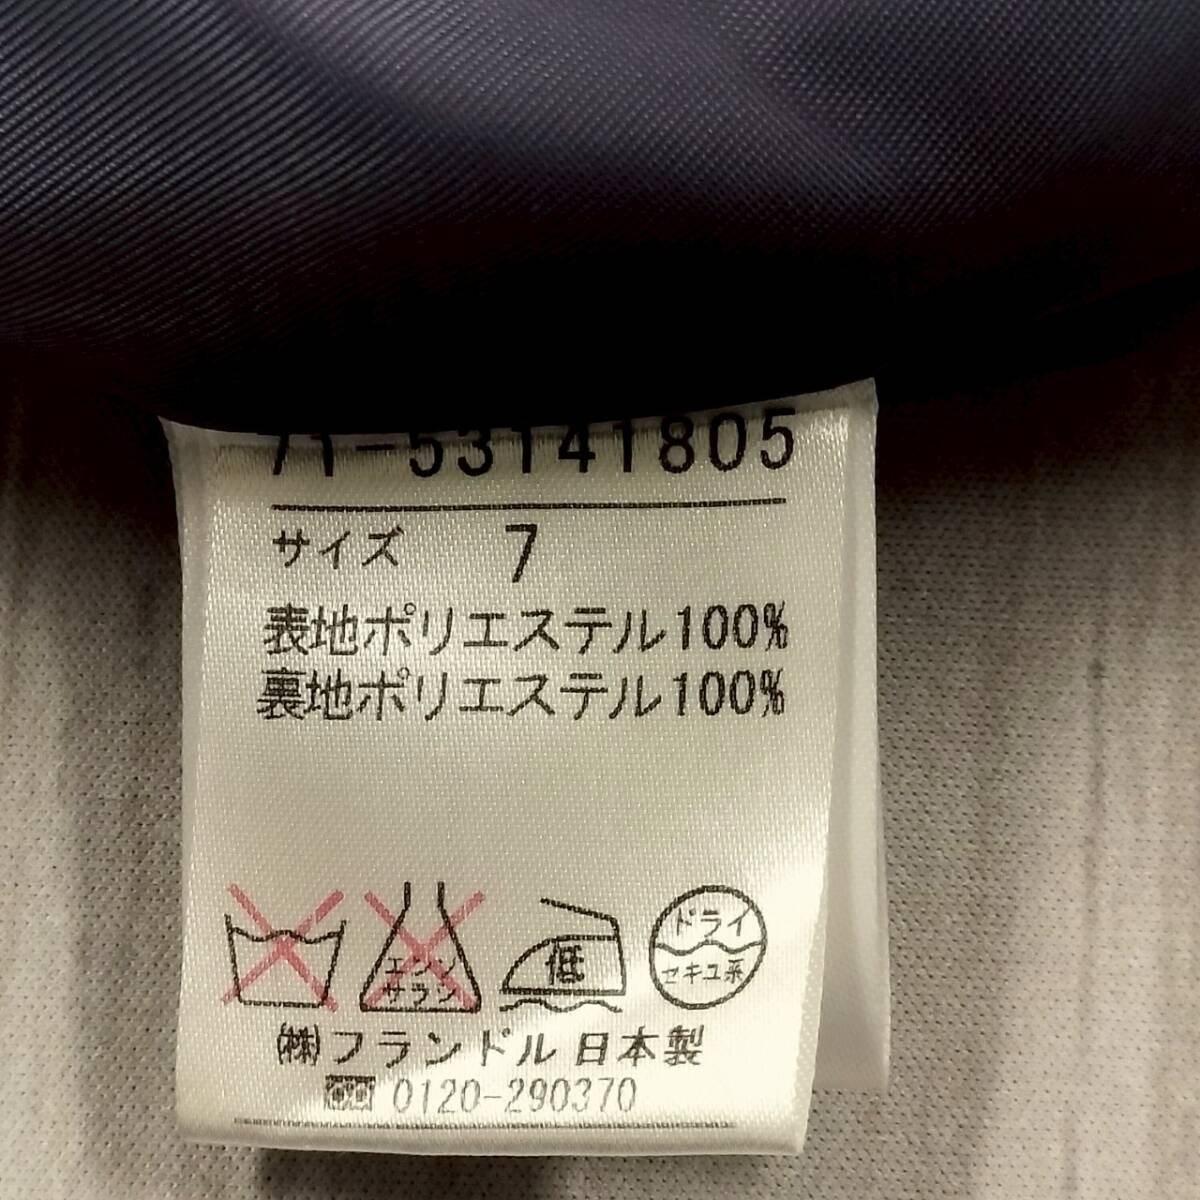 71-53141805
サイズ 7
表地ポリエステル100%
裏地ポリエステル100%
エンソ
サラシ
低
ドライ
セキユ系
㈱フランドル 日本製
0120-290370